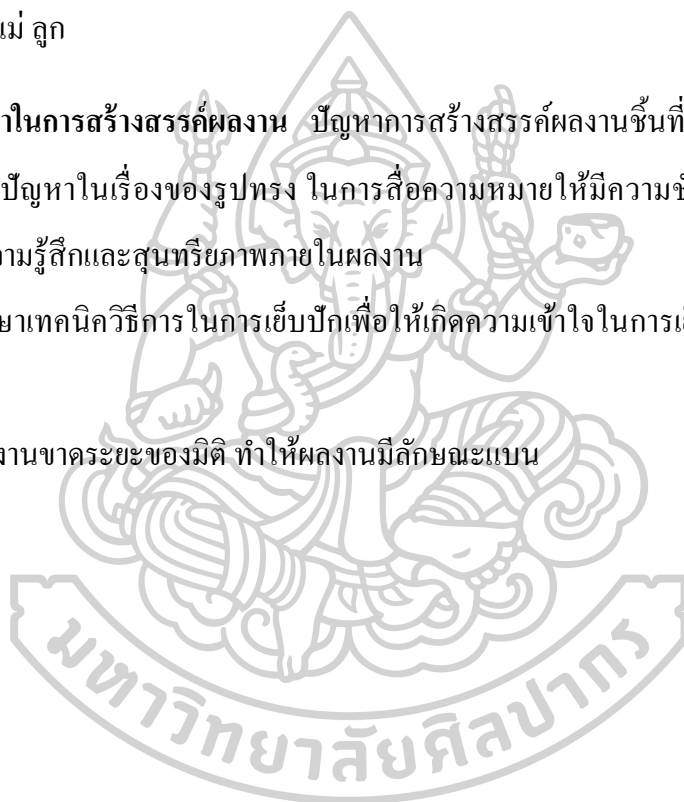 แม่ ลูก
าในการสร้างสรรค์ผลงาน ปัญหาการสร้างสรรค์ผลงานชิ้นที่
ปัญหาในเรื่องของรูปทรง ในการสื่อความหมายให้มีความชั
วามรู้สึกและสุนทรียภาพภายในผลงาน
ษาเทคนิควิธีการในการเย็บปักเพื่อให้เกิดความเข้าใจในการเ
งานขาดระยะของมิติ ทำให้ผลงานมีลักษณะแบน
มหาวิทยาลัยศิลปากร